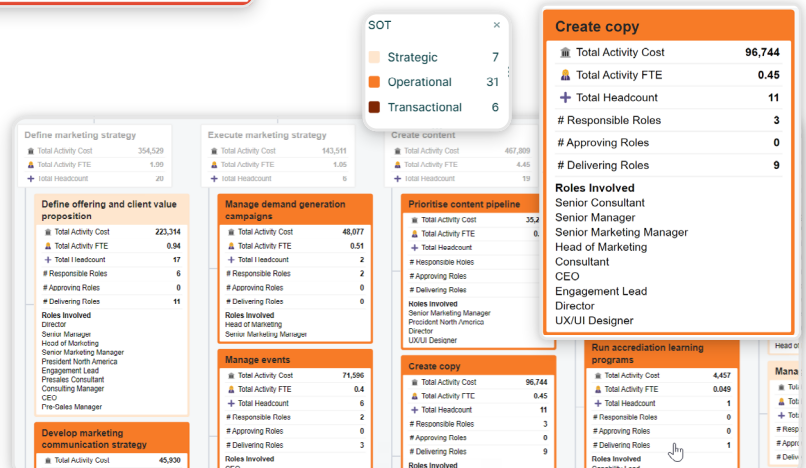 SOT ×
Strategic 7
Operational 31
Transactional 6
Create copy
Total Activity Cost 96,744
Total Activity FTE 0.45
Total Headcount 11
# Responsible Roles 3
# Approving Roles 0
# Delivering Roles 9
Roles Involved
Senior Consultant
Senior Manager
Senior Marketing Manager
Head of Marketing
Consultant
CEO
Engagement Lead
Director
UX/UI Designer
Define marketing strategy
Total Activity Cost 354,529
Total Activity FTE 1.99
Total Headcount 20
Define offering and client value
proposition
Total Activity Cost 223,314
Total Activity FTE 0.94
Total Headcount 17
# Responsible Roles 6
# Approving Roles 0
# Delivering Roles 11
Roles Involved
Director
Senior Manager
Head of Marketing
Senior Marketing Manager
President North America
Engagement Lead
Presales Consultant
Consulting Manager
CEO
Pre-Sales Manager
Develop marketing
communication strategy
Total Activity Cost 45,930
Execute marketing strategy
Total Activity Cost 143,511
Total Activity FTE 1.05
Total Headcount 6
Manage demand generation
campaigns
Total Activity Cost 48,077
Total Activity FTE 0.51
Total Headcount 2
# Responsible Roles 2
# Approving Roles 0
# Delivering Roles 0
Roles Involved
Head of Marketing
Senior Marketing Manager
Manage events
Total Activity Cost 71,596
Total Activity FTE 0.4
Total Headcount 6
# Responsible Roles 2
# Approving Roles 0
# Delivering Roles 3
Roles Involved
CEO
Create content
Total Activity Cost 467,809
Total Activity FTE 4.45
Total Headcount 19
Prioritise content pipeline
Total Activity Cost
Total Activity FTE
Total Headcount
# Responsible Roles
# Approving Roles
# Delivering Roles
Roles Involved
Senior Marketing Manager
President North America
Director
UX/UI Designer
Create copy
Total Activity Cost 96,744
Total Activity FTE 0.45
Total Headcount 11
# Responsible Roles 3
# Approving Roles 0
# Delivering Roles 9
Roles Involved
Run accrediation learning
programs
Total Activity Cost 4,457
Total Activity FTE 0.049
Total Headcount 1
# Responsible Roles 0
# Approving Roles 0
# Delivering Roles 1
Roles Involved
Capability Lead
Head of